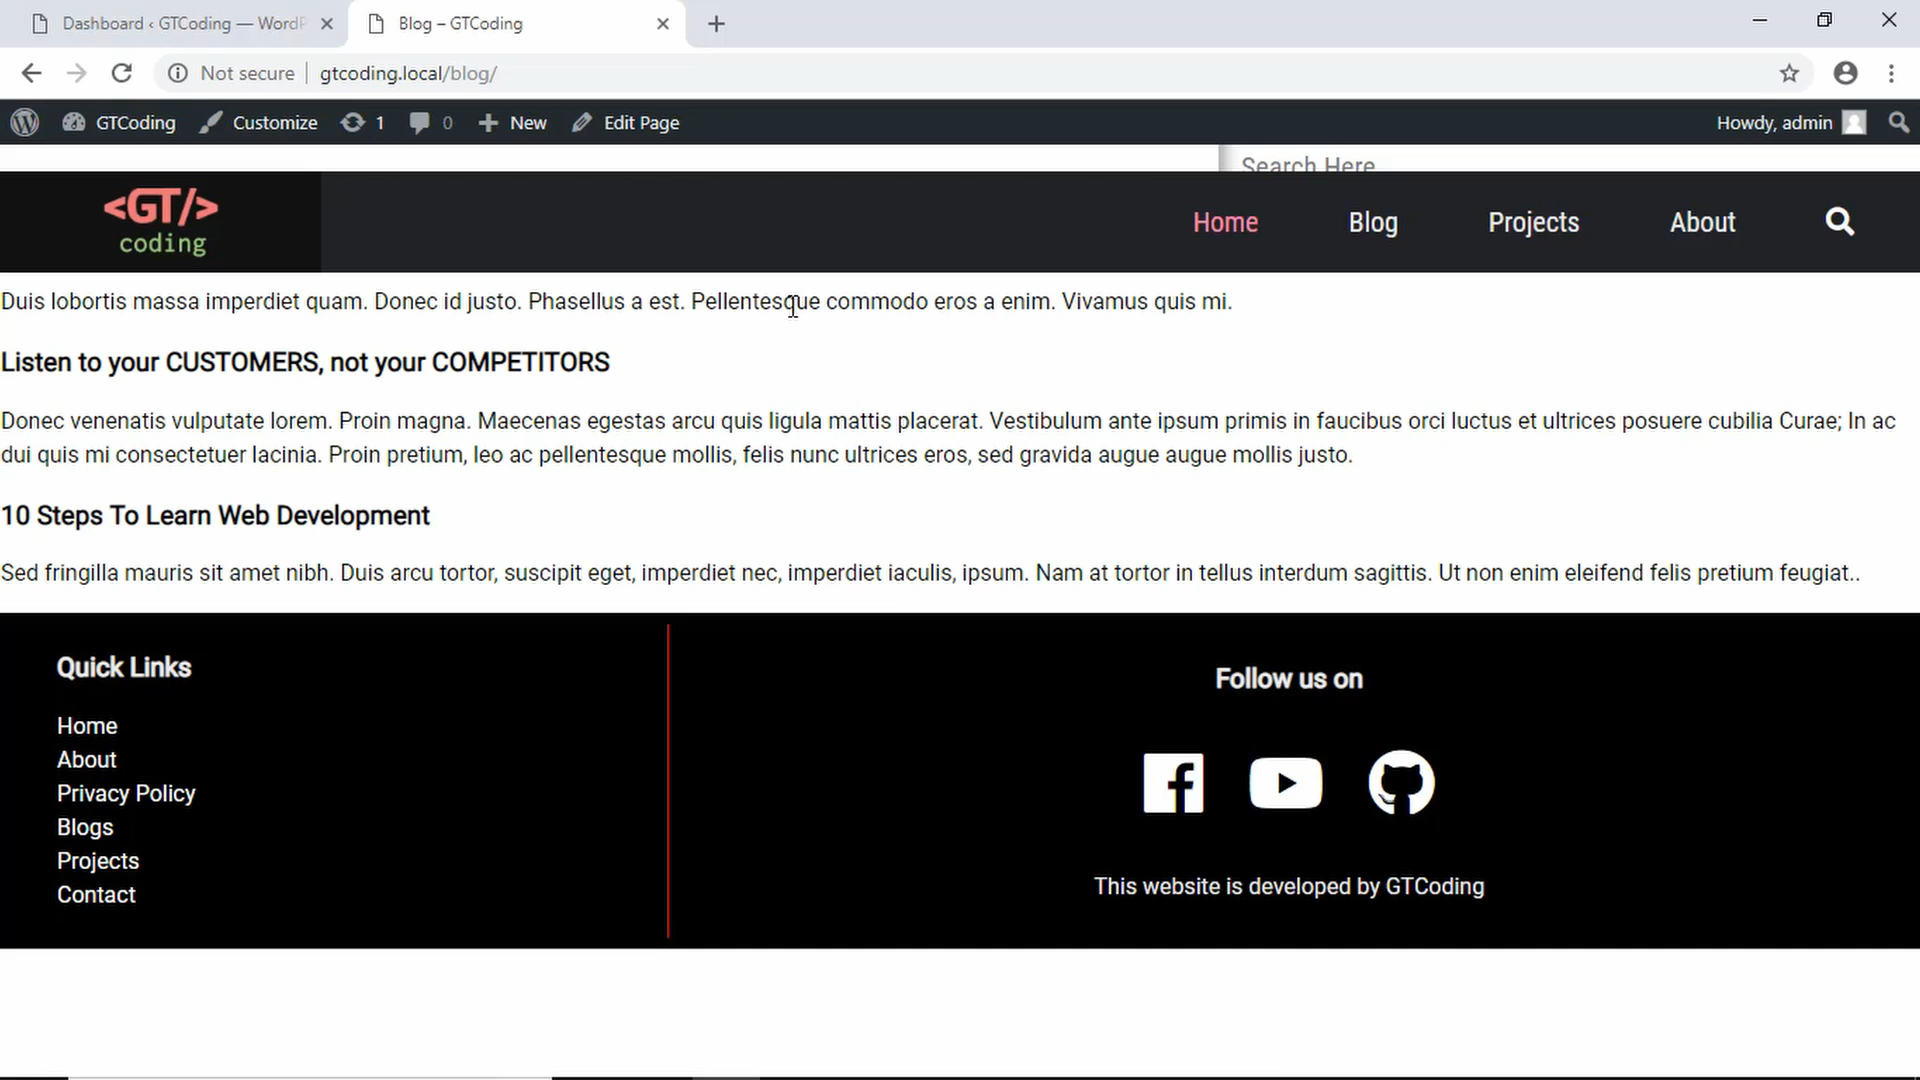 Dashboard ‹ GTCoding — WordP
Blog – GTCoding
Not secure
gtcoding.local/blog/
GTCoding
Customize
1
0
New
Edit Page
Howdy, admin
Search Here
<GT/>
coding
Home
Blog
Projects
About
Duis lobortis massa imperdiet quam. Donec id justo. Phasellus a est. Pellentesque commodo eros a enim. Vivamus quis mi.
Listen to your CUSTOMERS, not your COMPETITORS
Donec venenatis vulputate lorem. Proin magna. Maecenas egestas arcu quis ligula mattis placerat. Vestibulum ante ipsum primis in faucibus orci luctus et ultrices posuere cubilia Curae; In ac
dui quis mi consectetuer lacinia. Proin pretium, leo ac pellentesque mollis, felis nunc ultrices eros, sed gravida augue augue mollis justo.
10 Steps To Learn Web Development
Sed fringilla mauris sit amet nibh. Duis arcu tortor, suscipit eget, imperdiet nec, imperdiet iaculis, ipsum. Nam at tortor in tellus interdum sagittis. Ut non enim eleifend felis pretium feugiat..
Quick Links
Home
About
Privacy Policy
Blogs
Projects
Contact
Follow us on
This website is developed by GTCoding